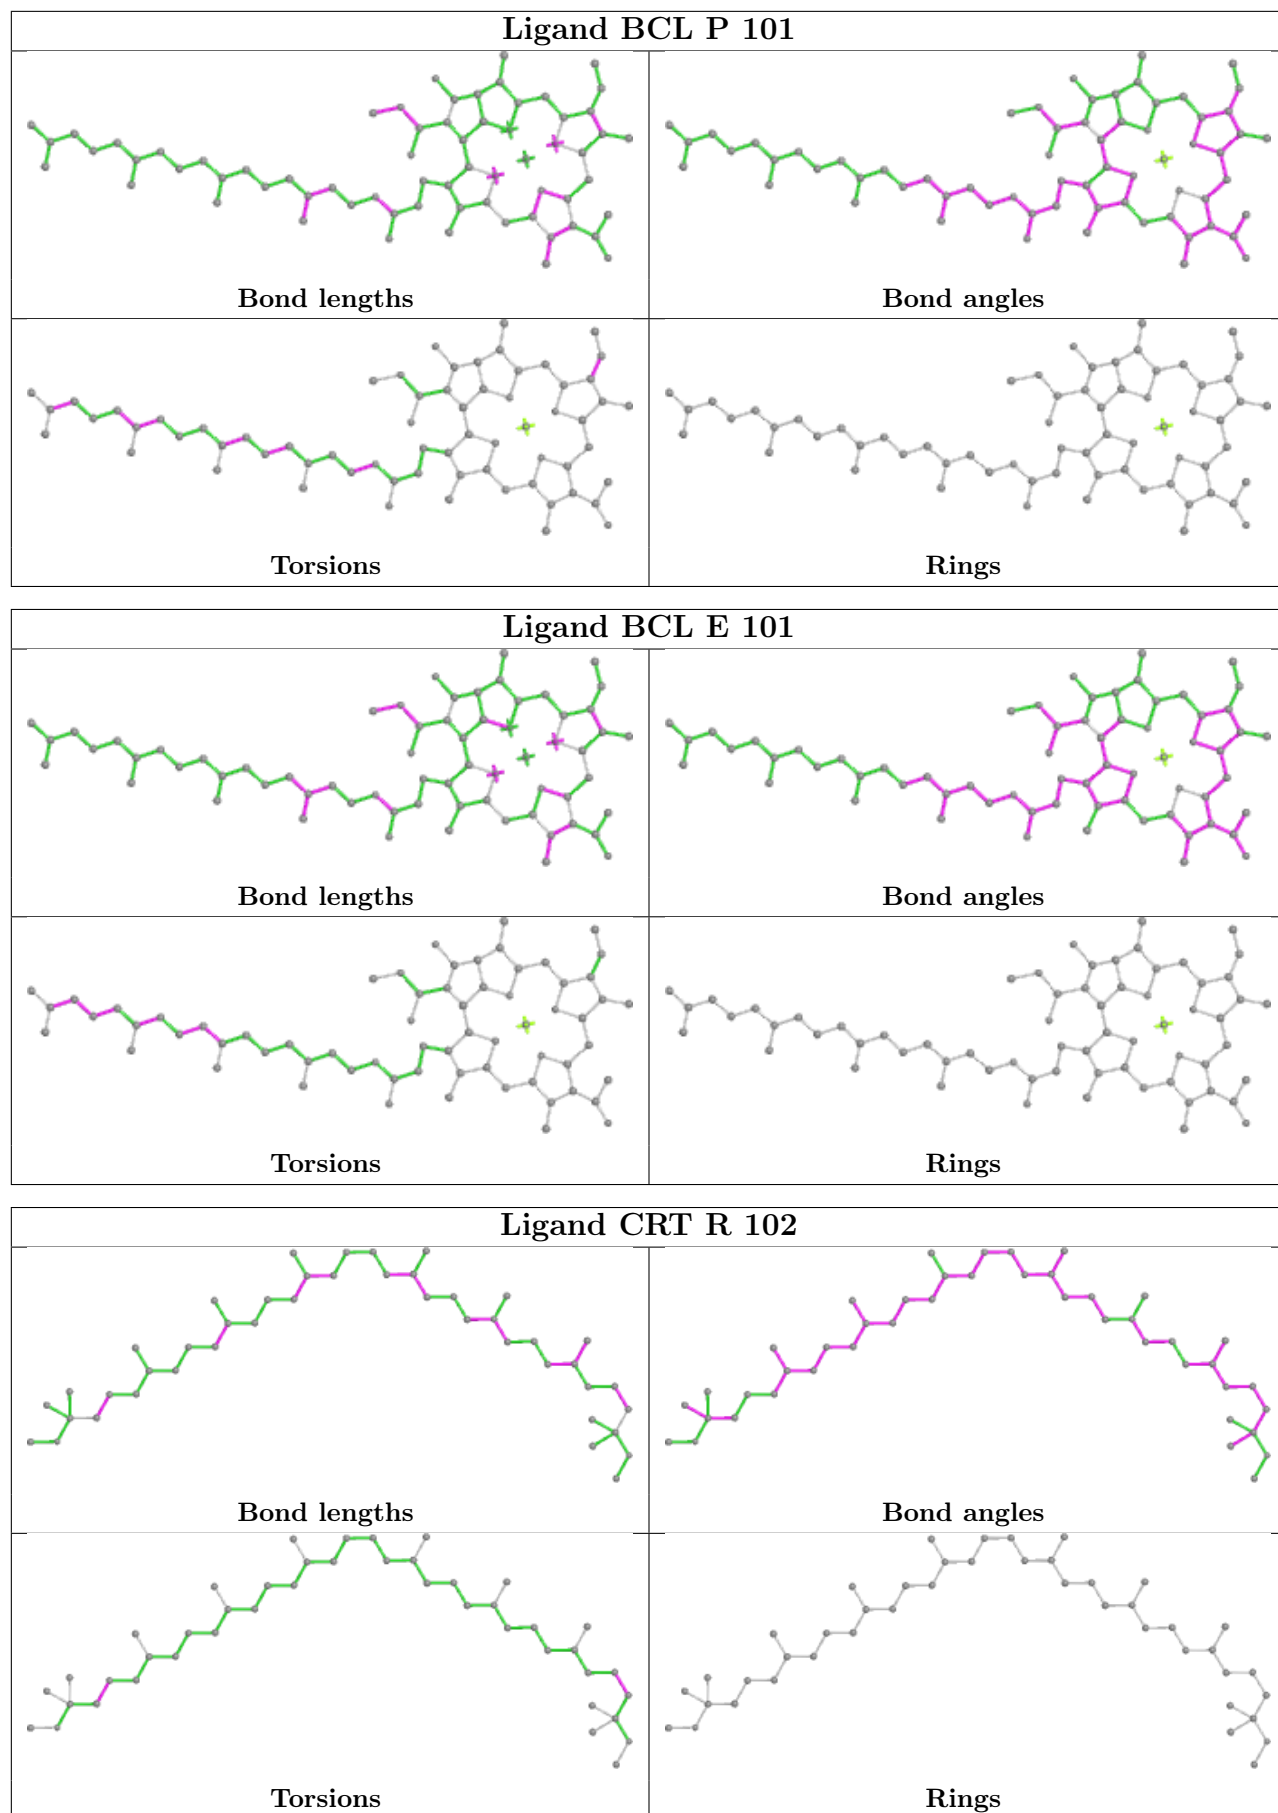 Ligand BCL P 101
Bond lengths
Bond angles
Torsions
Rings
Ligand BCL E 101
Bond lengths
Bond angles
Torsions
Rings
Ligand CRT R 102
Bond lengths
Bond angles
Torsions
Rings